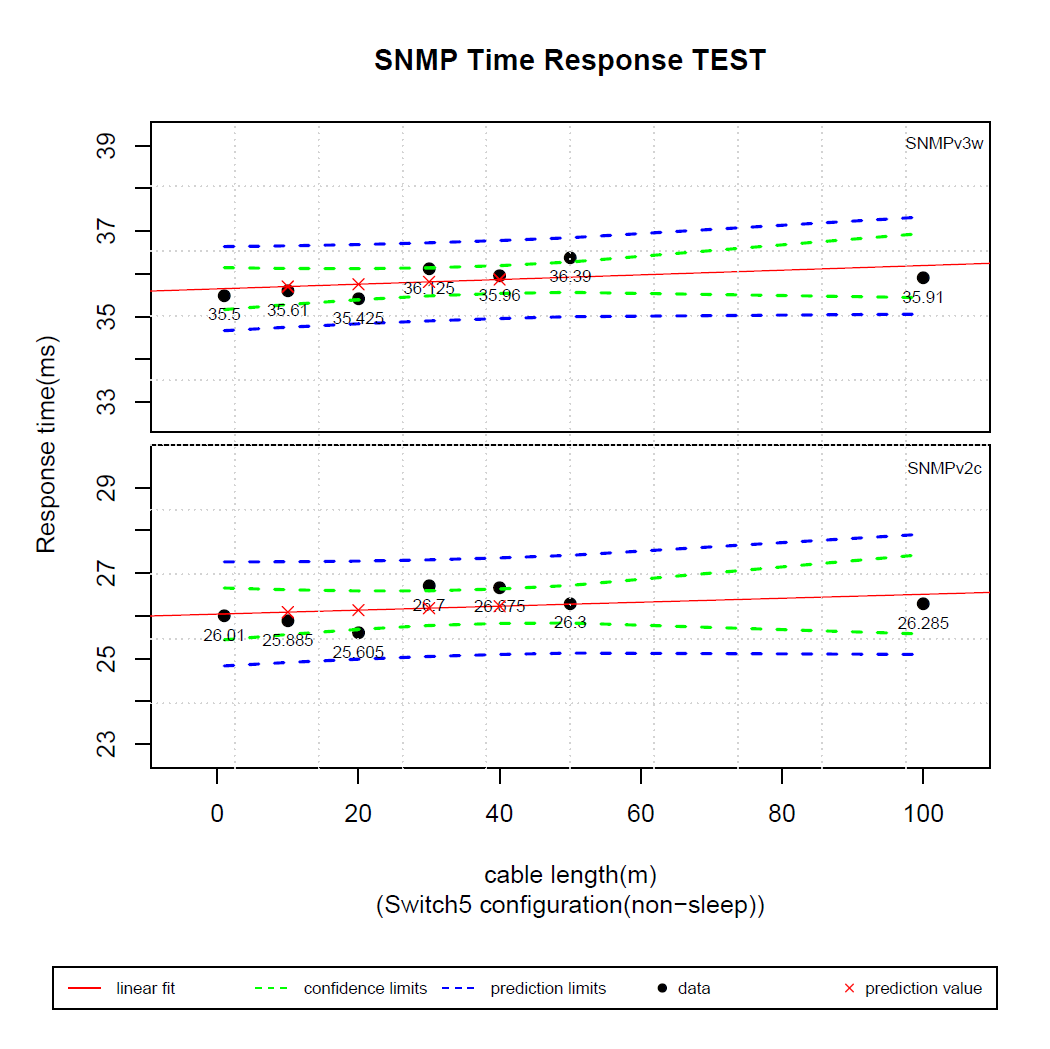 SNMP Time Response TEST
SNMPv3w
39
37
35
33
35.5
35.61
35.425
36.125
35.96
36.39
35.91
Response time(ms)
SNMPv2c
29
27
25
23
26.01
25.885
25.605
26.7
26.675
26.3
26.285
0 20 40 60 80 100
cable length(m)
(Switch5 configuration(non−sleep))
linear fit confidence limits prediction limits data prediction value